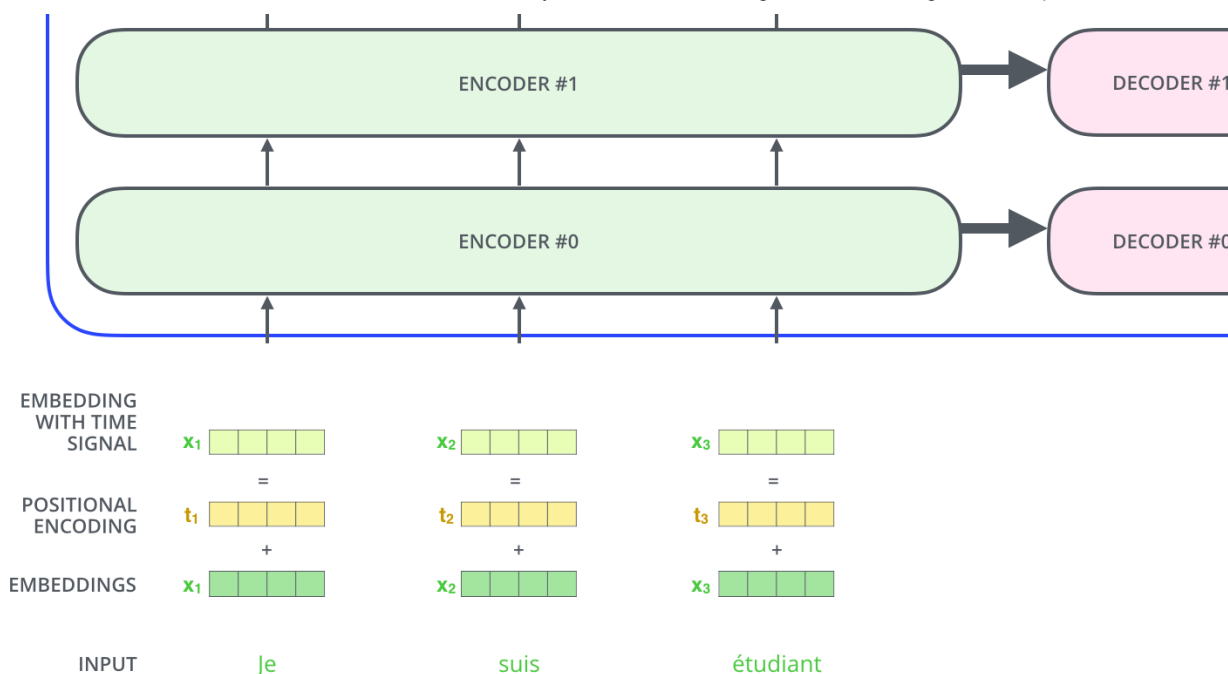 ENCODER #1
DECODER #1
ENCODER #0
DECODER #0
EMBEDDING
WITH TIME
SIGNAL
x1 x2 x3
= = =
POSITIONAL
ENCODING
t1 t2 t3
+ + +
EMBEDDINGS x1 x2 x3
INPUT Je suis étudiant